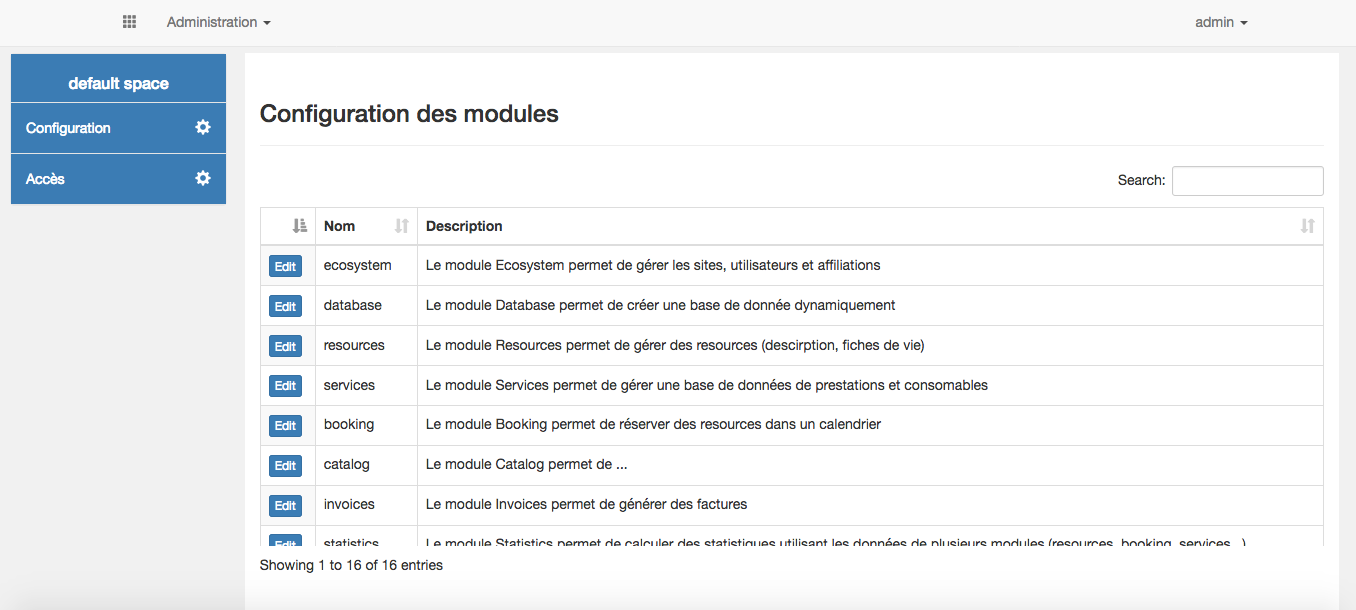 Administration admin
default space
Configuration
Accès
Configuration des modules
Search:
Nom Description
Edit ecosystem Le module Ecosystem permet de gérer les sites, utilisateurs et affiliations
Edit database Le module Database permet de créer une base de donnée dynamiquement
Edit resources Le module Resources permet de gérer des resources (descirption, fiches de vie)
Edit services Le module Services permet de gérer une base de données de prestations et consomables
Edit booking Le module Booking permet de réserver des resources dans un calendrier
Edit catalog Le module Catalog permet de ...
Edit invoices Le module Invoices permet de générer des factures
Edit statistics Le module Statistics permet de calculer des statistiques utilisant les données de plusieurs modules (resources, booking, services...)
Showing 1 to 16 of 16 entries